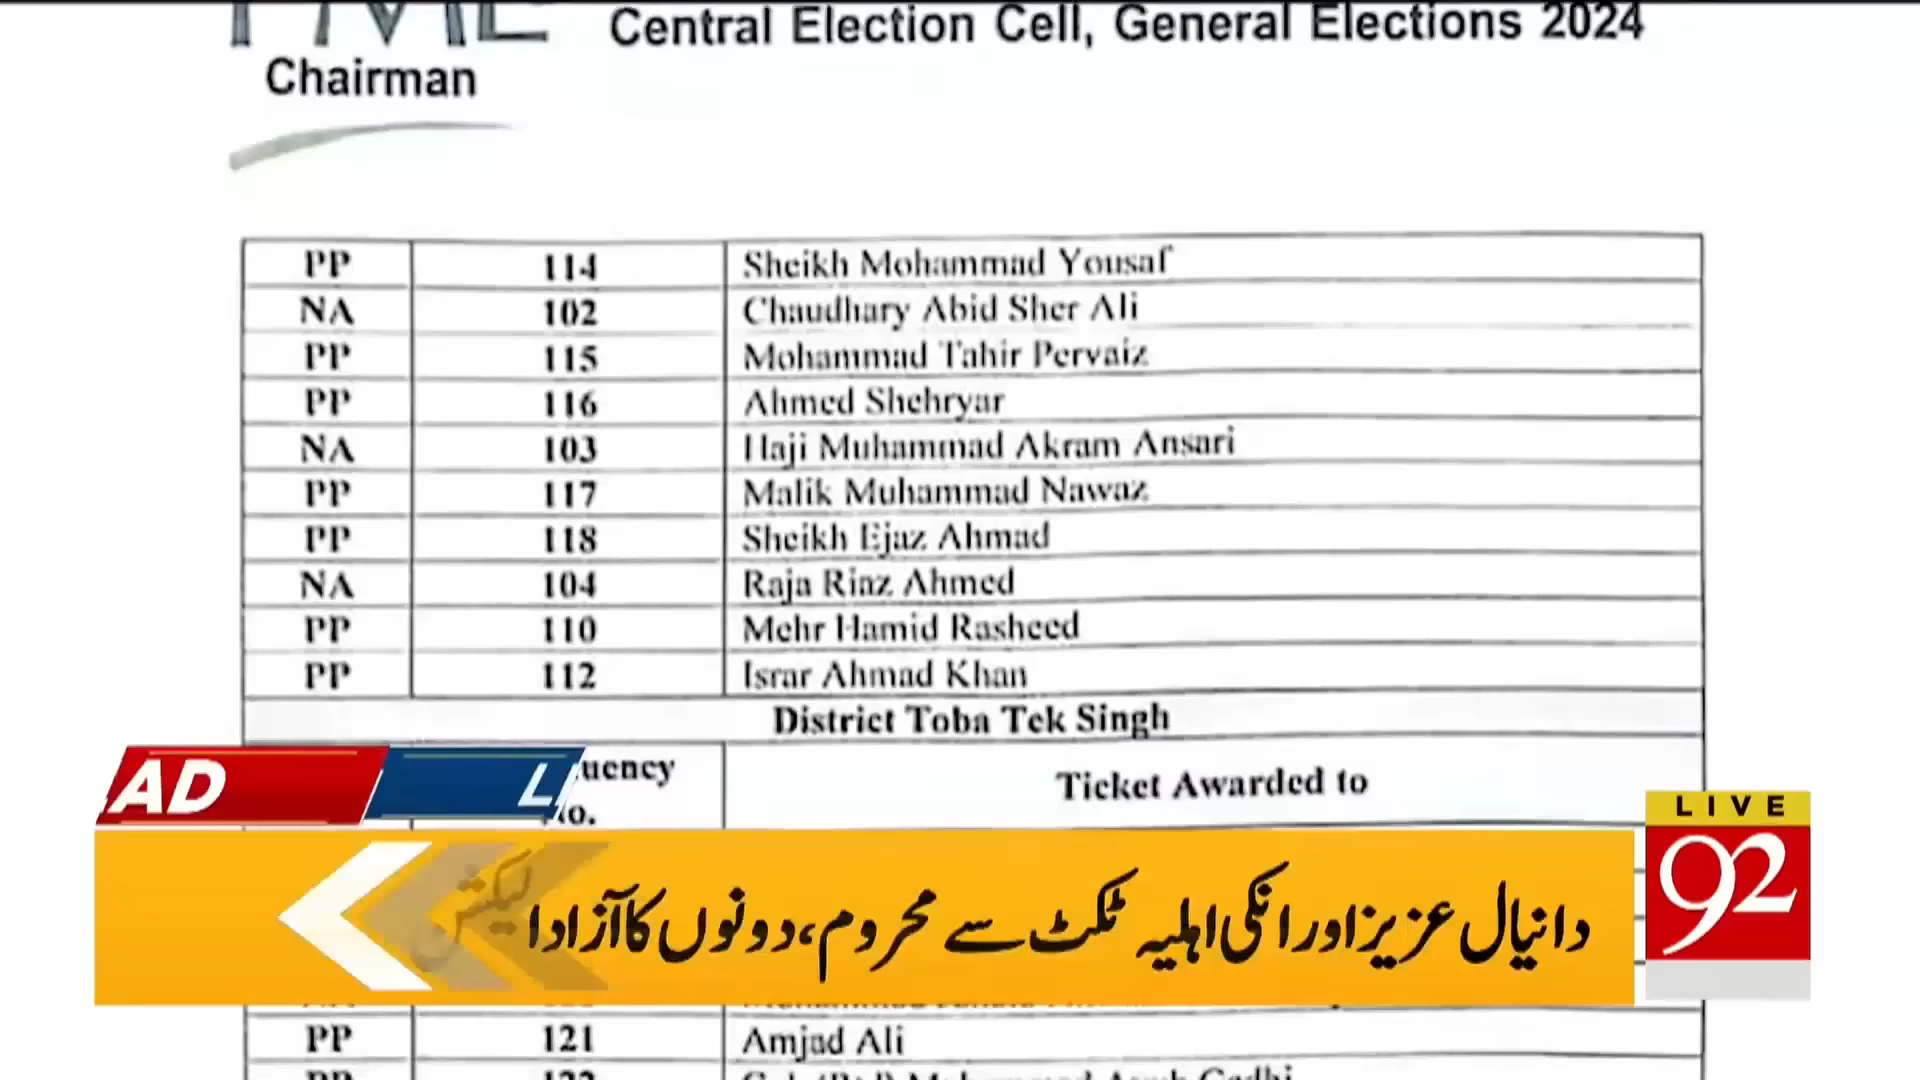 Central Election Cell, General Elections 2024
Chairman
PP 114 Sheikh Mohammad Yousaf
NA 102 Chaudhary Abid Sher Ali
PP 115 Mohammad Tahir Pervaiz
PP 116 Ahmed Shehryar
NA 103 Haji Muhammad Akram Ansari
PP 117 Malik Muhammad Nawaz
PP 118 Sheikh Ejaz Ahmad
NA 104 Raja Riaz Ahmed
PP 110 Mehr Hamid Rasheed
PP 112 Israr Ahmad Khan
District Toba Tek Singh
Ticket Awarded to
AD
LIVE
92
دانیال عزیز اور انکی اہلیہ ٹکٹ سے محروم، دونوں کا آزاد الیکشن
PP 121 Amjad Ali